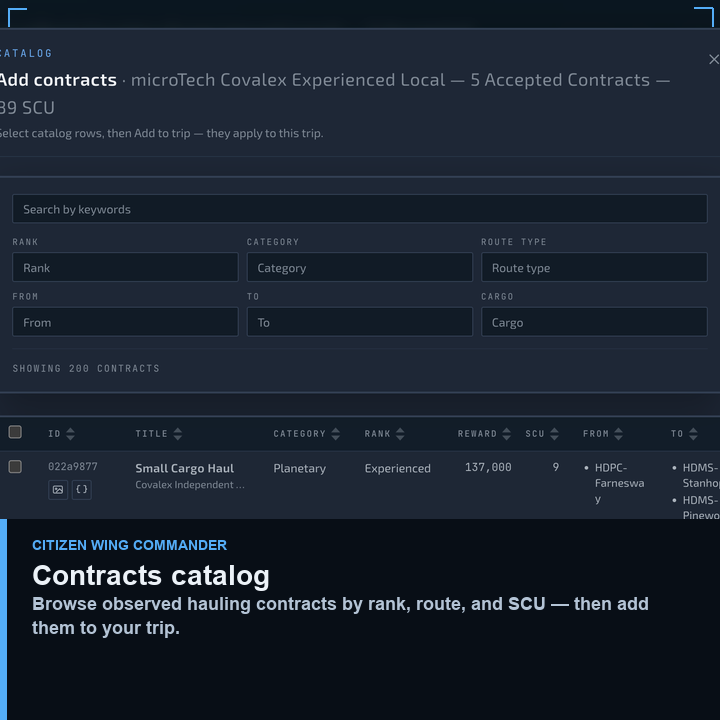 CATALOG
Add contracts · microTech Covalex Experienced Local — 5 Accepted Contracts —
39 SCU
Select catalog rows, then Add to trip — they apply to this trip.
Search by keywords
RANK CATEGORY ROUTE TYPE
Rank Category Route type
FROM TO CARGO
From To Cargo
SHOWING 200 CONTRACTS
ID TITLE CATEGORY RANK REWARD SCU FROM TO
022a9877 Small Cargo Haul Planetary Experienced 137,000 9 • HDPC- • HDMS-
Covalex Independent ... Farneswa Stanho
{} y • HDMS-
Pinewo
CITIZEN WING COMMANDER
Contracts catalog
Browse observed hauling contracts by rank, route, and SCU — then add
them to your trip.